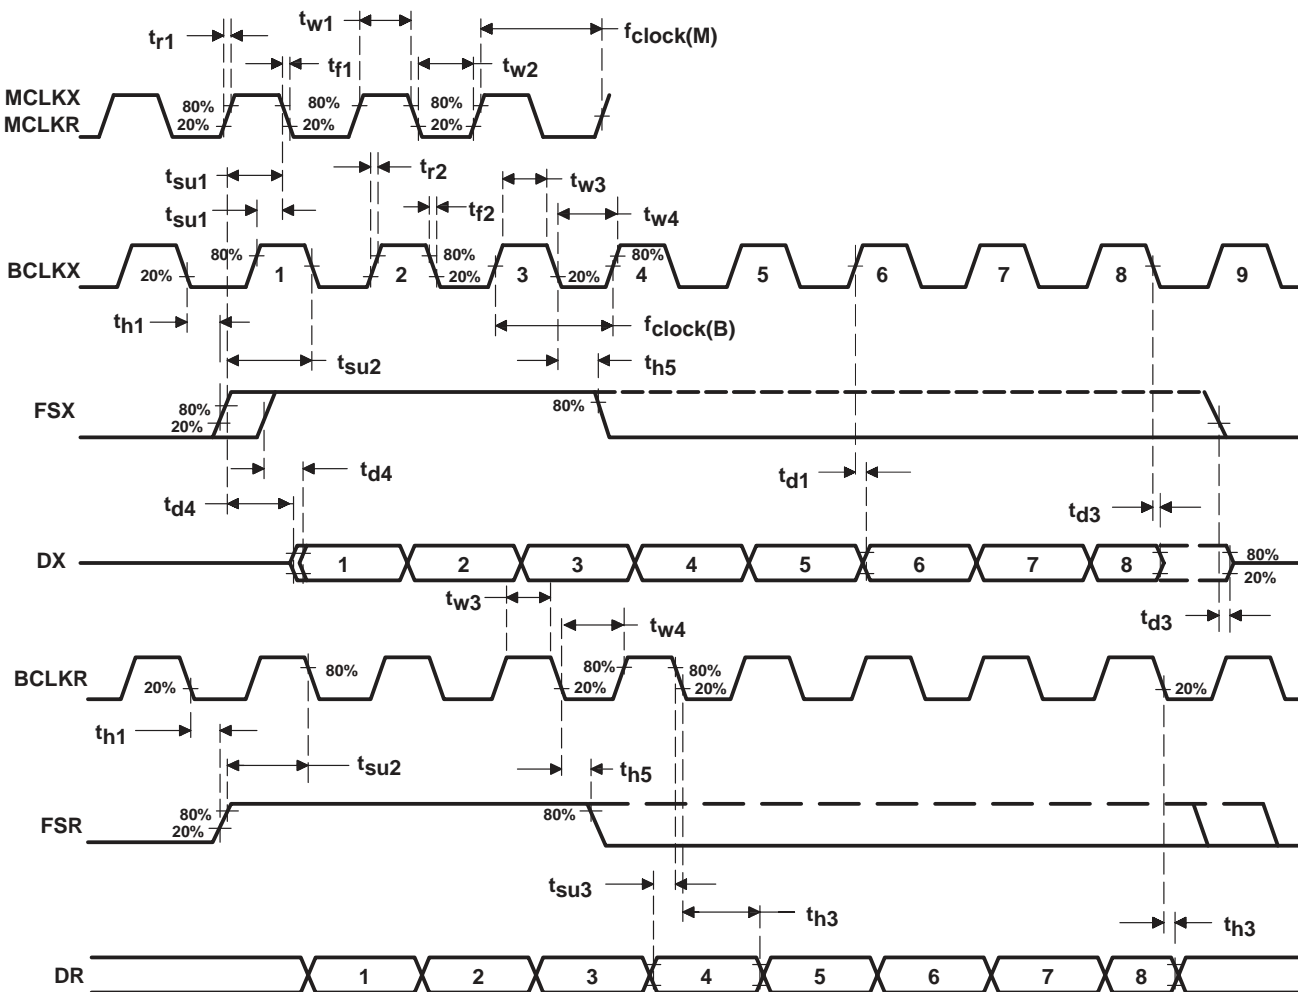 tr1
tw1
fclock(M)
tf1
tw2
MCLKX
MCLKR
80% 80% 80%
20% 20% 20% 20%
tsu1
tr2
tw3
tsu1
tf2
tw4
BCLKX
80% 80% 80%
20% 20% 20%
1 2 3 4 5 6 7 8 9
th1
fclock(B)
tsu2
th5
FSX
80% 80%
20%
td4
td1
td4
td3
DX
1 2 3 4 5 6 7 8
80%
20%
tw3
tw4
td3
BCLKR
80% 80% 80%
20% 20% 20% 20%
th1
tsu2
th5
FSR
80% 80%
20%
tsu3
th3
th3
DR
1 2 3 4 5 6 7 8